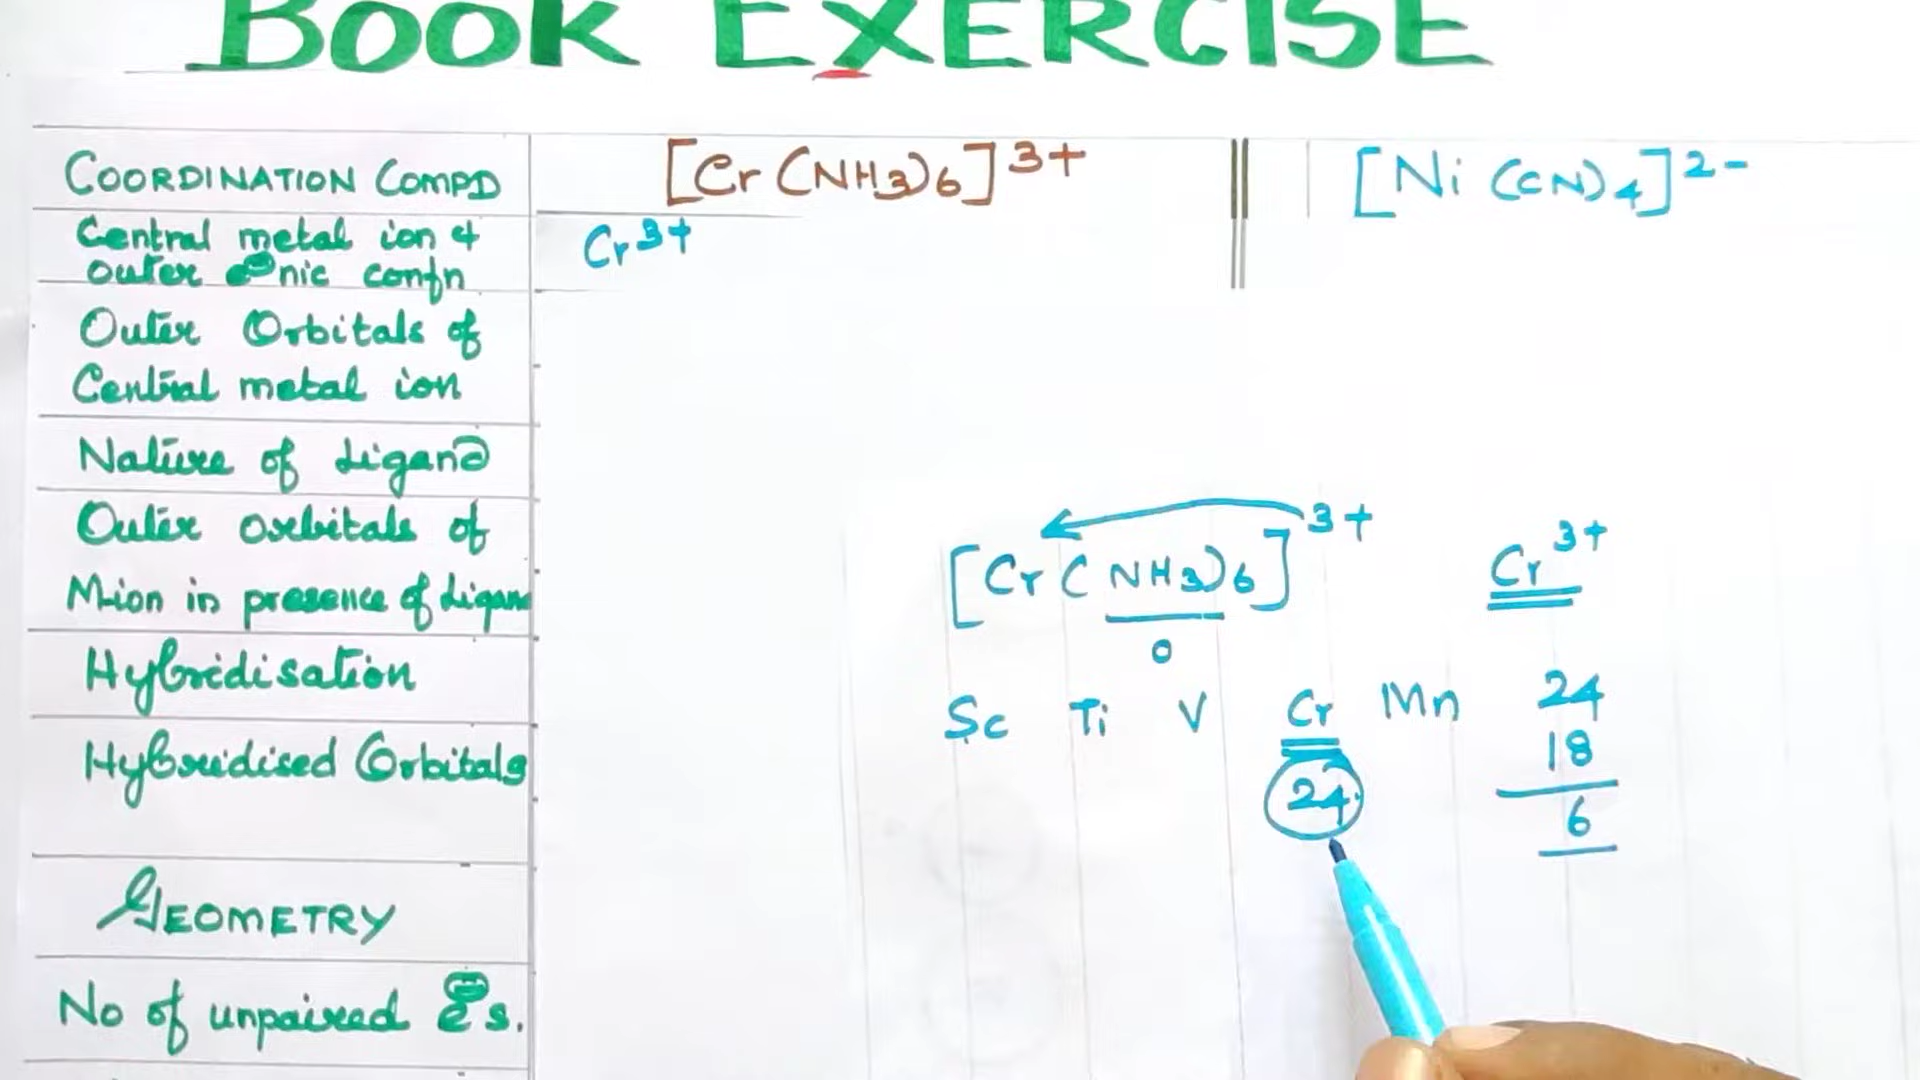 BOOK EXERCISE
COORDINATION COMPD
[Cr(NH3)6]3+
[Ni(CN)4]2-
Central metal ion &
outer enic confn
Cr3+
Outer Orbitals of
Central metal ion
Nature of Ligand
Outer orbitals of
M-ion in presence of Ligand
[Cr(NH3)6]3+
Cr3+
0
Hybridisation
Sc Ti V Cr Mn
24
24
18
6
Hybridised Orbitals
GEOMETRY
No of unpaired es.